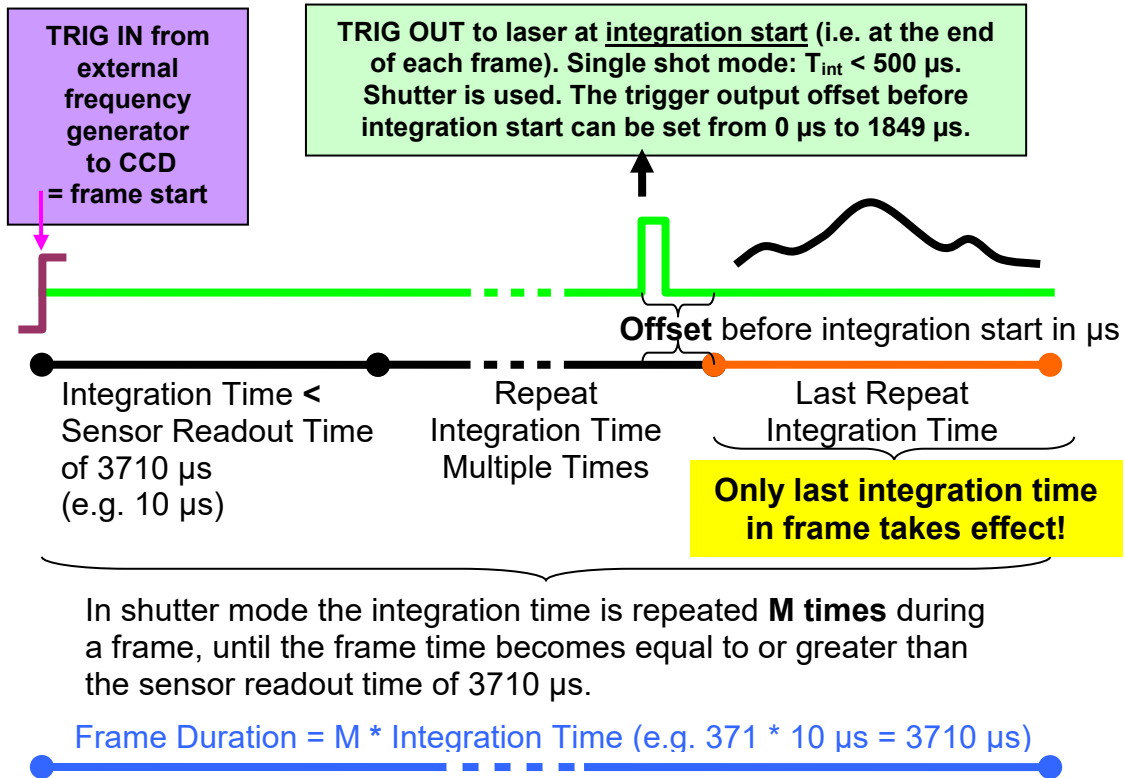 TRIG IN from
external
frequency
generator
to CCD
= frame start
TRIG OUT to laser at integration start (i.e. at the end
of each frame). Single shot mode: Tint < 500 µs.
Shutter is used. The trigger output offset before
integration start can be set from 0 µs to 1849 µs.
Offset before integration start in µs
Integration Time <
Sensor Readout Time
of 3710 µs
(e.g. 10 µs)
Repeat
Integration Time
Multiple Times
Last Repeat
Integration Time
Only last integration time
in frame takes effect!
In shutter mode the integration time is repeated M times during
a frame, until the frame time becomes equal to or greater than
the sensor readout time of 3710 µs.
Frame Duration = M * Integration Time (e.g. 371 * 10 µs = 3710 µs)